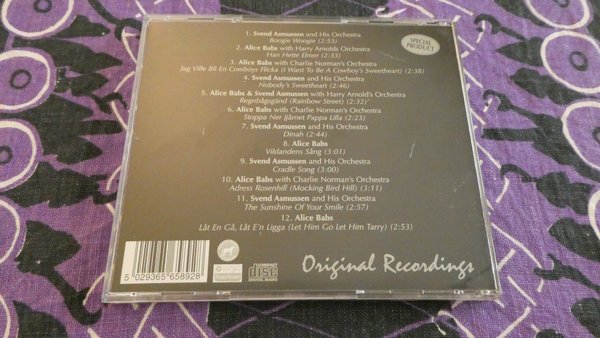 1. Svend Asmussen and His Orchestra
Boogie Woogie (2:53)
2. Alice Babs with Harry Arnolds Orchestra
Han Hette Elmer (2:33)
3. Alice Babs with Charlie Norman's Orchestra
Jag Ville Bli En Cowboys Flicka (I Want To Be A Cowboy's Sweetheart) (2:38)
4. Svend Asmussen and His Orchestra
Nobody's Sweetheart (2:46)
5. Alice Babs & Svend Asmussen with Harry Arnold's Orchestra
Regnbågsgänd (Rainbow Street) (2:32)'
6. Alice Babs with Charlie Norman's Orchestra
Stoppa Ner Ijärnet Pappa Lilla (2:23)
7. Svend Asmussen and His Orchestra
Dinah (2:44)
8. Alice Babs
Vildandens Sång (3:01)
9. Svend Asmussen and His Orchestra
Cradle Song (3:00)
10. Alice Babs with Charlie Norman's Orchestra
Adress Rosenhill (Mocking Bird Hill) (3:11)
11. Svend Asmussen and His Orchestra
The Sunshine Of Your Smile (2:57)
12. Alice Babs
Låt En Gå, Låt E'n Ligga (Let Him Go Let Him Tarry) (2:53)
SPECIAL
PRODUCT
5 029365 658928
COMPACT
disc
DIGITAL AUDIO
Original Recordings